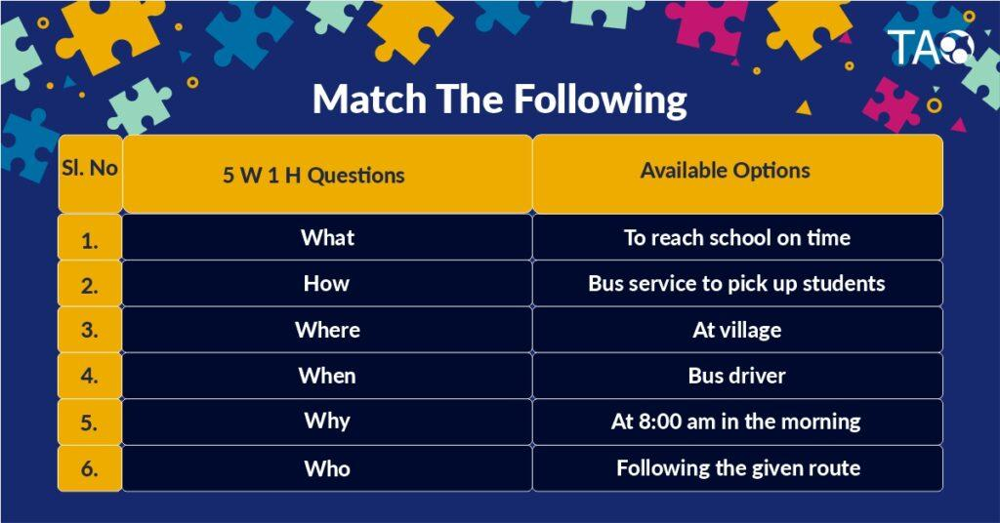 TAO
Match The Following
Sl. No 5 W 1 H Questions Available Options
1. What To reach school on time
2. How Bus service to pick up students
3. Where At village
4. When Bus driver
5. Why At 8:00 am in the morning
6. Who Following the given route